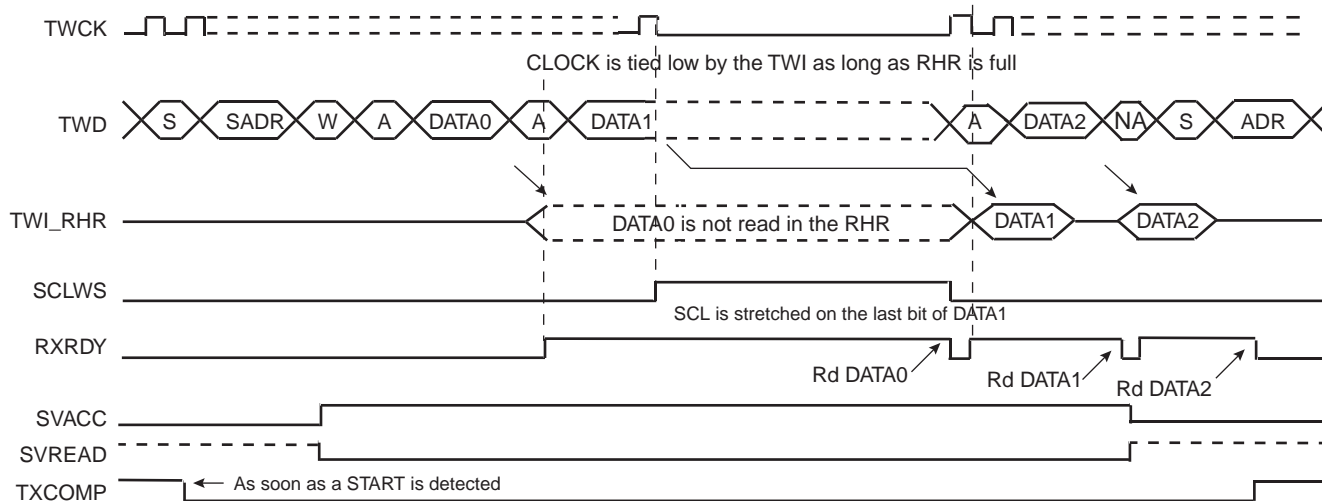 TWCK
CLOCK is tied low by the TWI as long as RHR is full
TWD S SADR W A DATA0 A DATA1 A DATA2 NA S ADR
TWI_RHR DATA0 is not read in the RHR DATA1 DATA2
SCLWS
SCL is stretched on the last bit of DATA1
RXRDY
Rd DATA0 Rd DATA1 Rd DATA2
SVACC
SVREAD
TXCOMP As soon as a START is detected